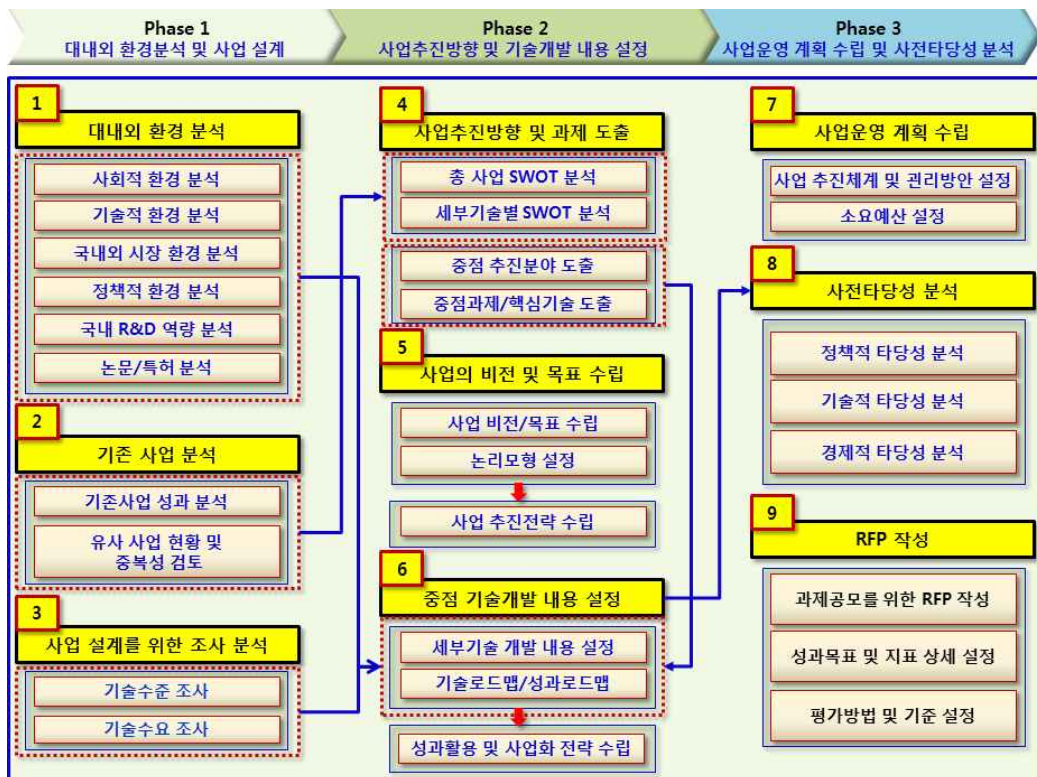 Phase 1
대내외 환경분석 및 사업 설계
Phase 2
사업추진방향 및 기술개발 내용 설정
Phase 3
사업운영 계획 수립 및 사전타당성 분석
1
대내외 환경 분석
사회적 환경 분석
기술적 환경 분석
국내외 시장 환경 분석
정책적 환경 분석
국내 R&D 역량 분석
논문/특허 분석
2
기존 사업 분석
기존사업 성과 분석
유사 사업 현황 및
중복성 검토
3
사업 설계를 위한 조사 분석
기술수준 조사
기술수요 조사
4
사업추진방향 및 과제 도출
총 사업 SWOT 분석
세부기술별 SWOT 분석
중점 추진분야 도출
중점과제/핵심기술 도출
5
사업의 비전 및 목표 수립
사업 비전/목표 수립
논리모형 설정
사업 추진전략 수립
6
중점 기술개발 내용 설정
세부기술 개발 내용 설정
기술로드맵/성과로드맵
성과활용 및 사업화 전략 수립
7
사업운영 계획 수립
사업 추진체계 및 관리방안 설정
소요예산 설정
8
사전타당성 분석
정책적 타당성 분석
기술적 타당성 분석
경제적 타당성 분석
9
RFP 작성
과제공모를 위한 RFP 작성
성과목표 및 지표 상세 설정
평가방법 및 기준 설정